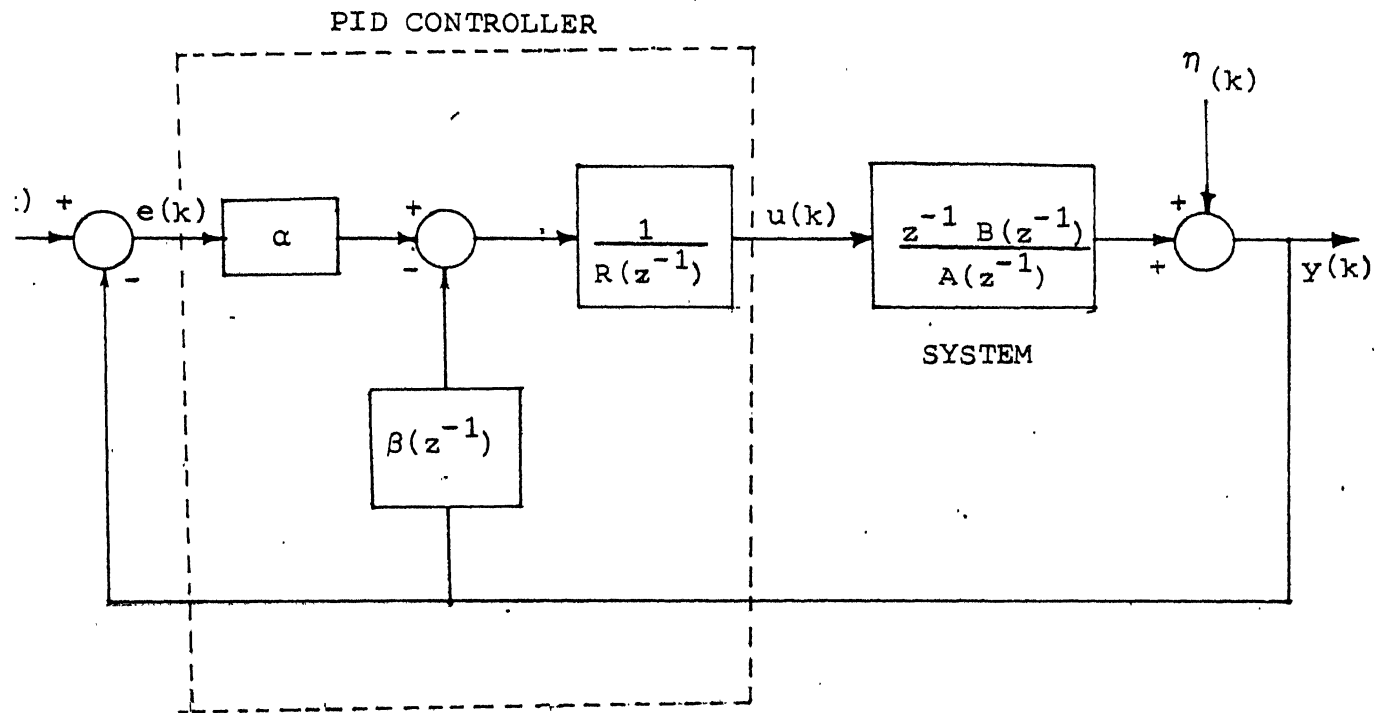 PID CONTROLLER
η(k)
:) +
e(k)
α
+
-
1
R(z⁻¹)
u(k)
z⁻¹ B(z⁻¹)
A(z⁻¹)
+
+
y(k)
-
SYSTEM
β(z⁻¹)